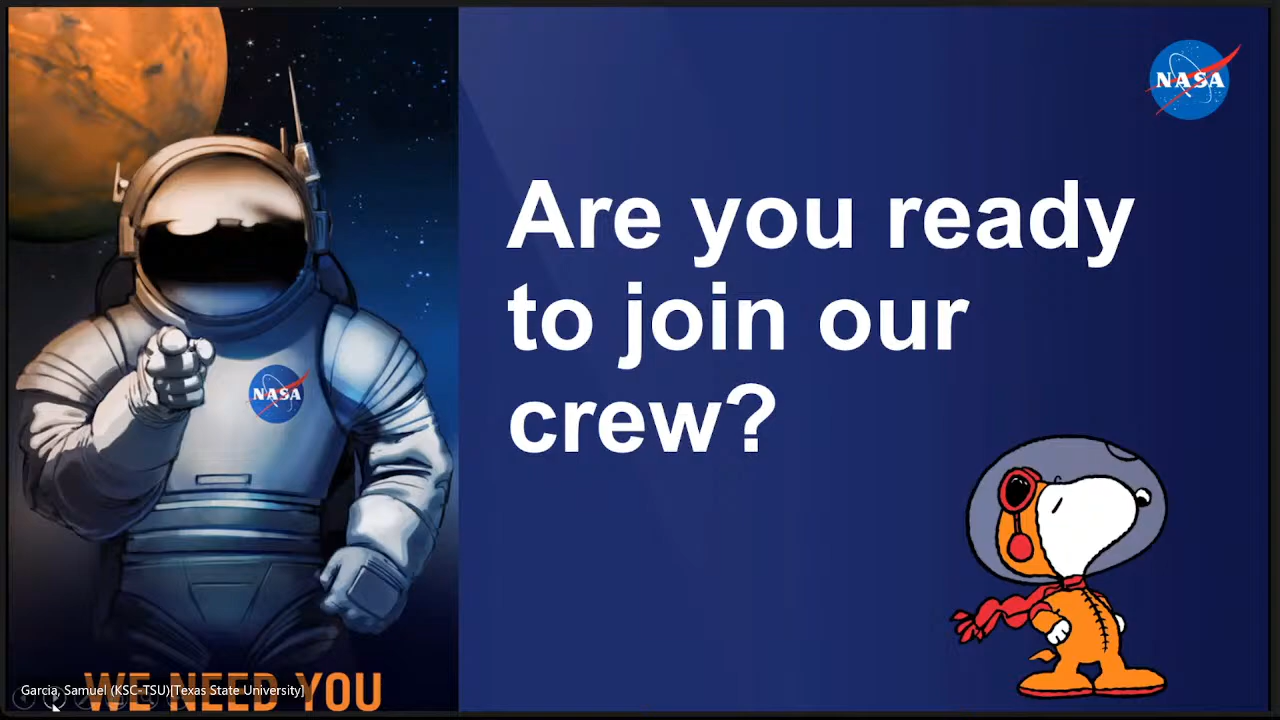 NASA
Are you ready
to join our
crew?
NASA
WE NEED YOU
Garcia, Samuel (KSC-TSU)[Texas State University]